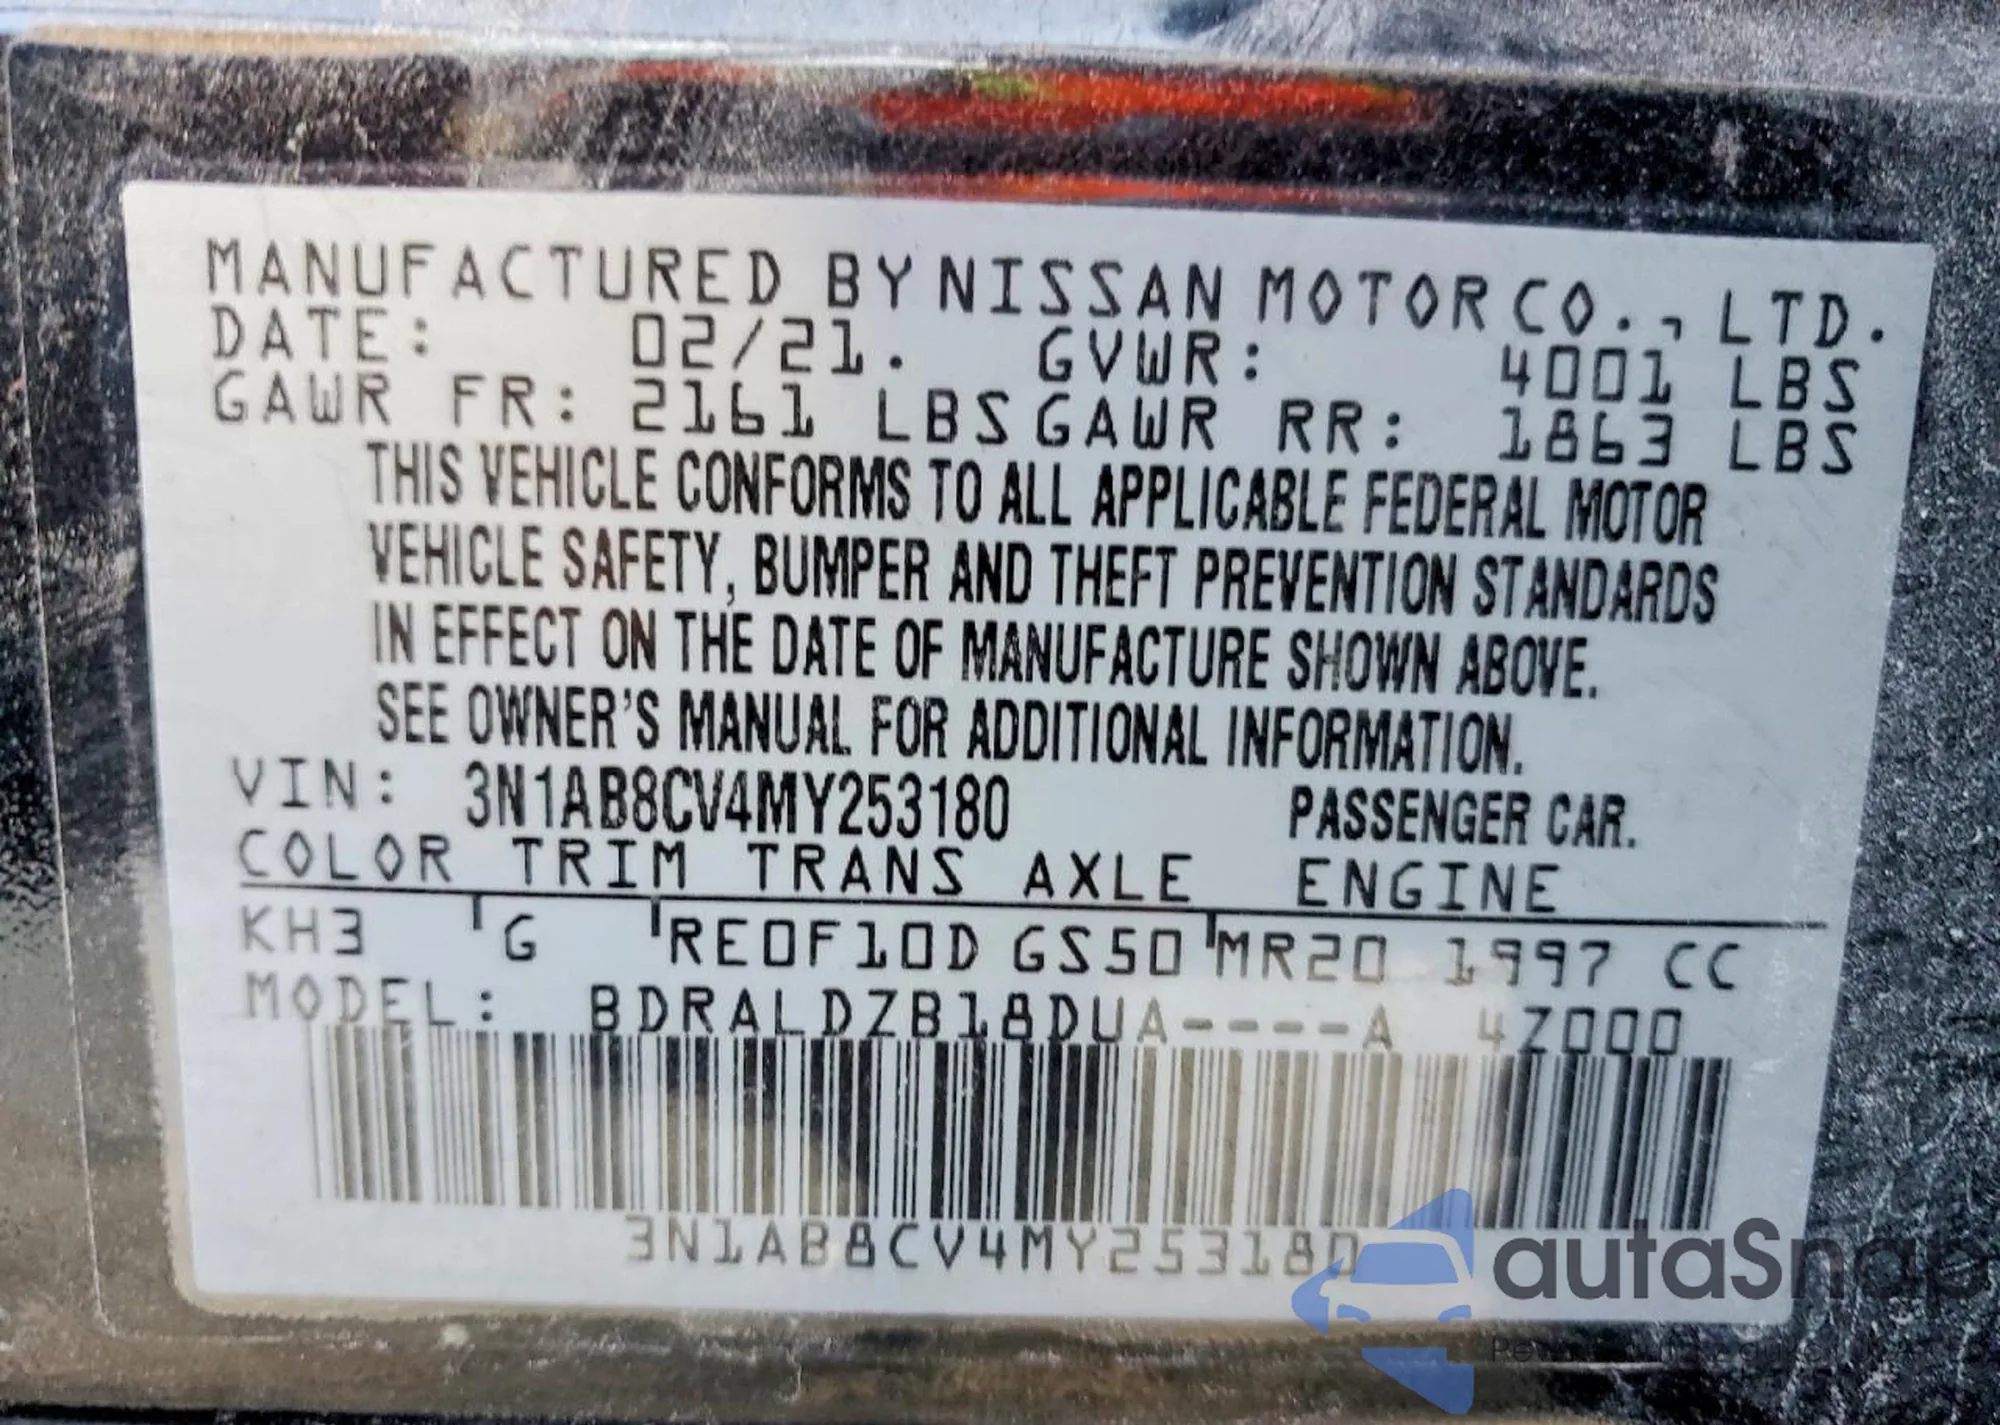 MANUFACTURED BY NISSAN MOTOR CO., LTD.
DATE: 02/21. GVWR: 4001 LBS
GAWR FR: 2161 LBS GAWR RR: 1863 LBS
THIS VEHICLE CONFORMS TO ALL APPLICABLE FEDERAL MOTOR
VEHICLE SAFETY, BUMPER AND THEFT PREVENTION STANDARDS
IN EFFECT ON THE DATE OF MANUFACTURE SHOWN ABOVE.
SEE OWNER'S MANUAL FOR ADDITIONAL INFORMATION.
VIN: 3N1AB8CV4MY253180 PASSENGER CAR.
COLOR TRIM TRANS AXLE ENGINE
KH3 G RE0F10D GS50 MR20 1997 CC
MODEL: BDRALDZB18DUA----A 4Z000
3N1AB8CV4MY253180
autaSnap